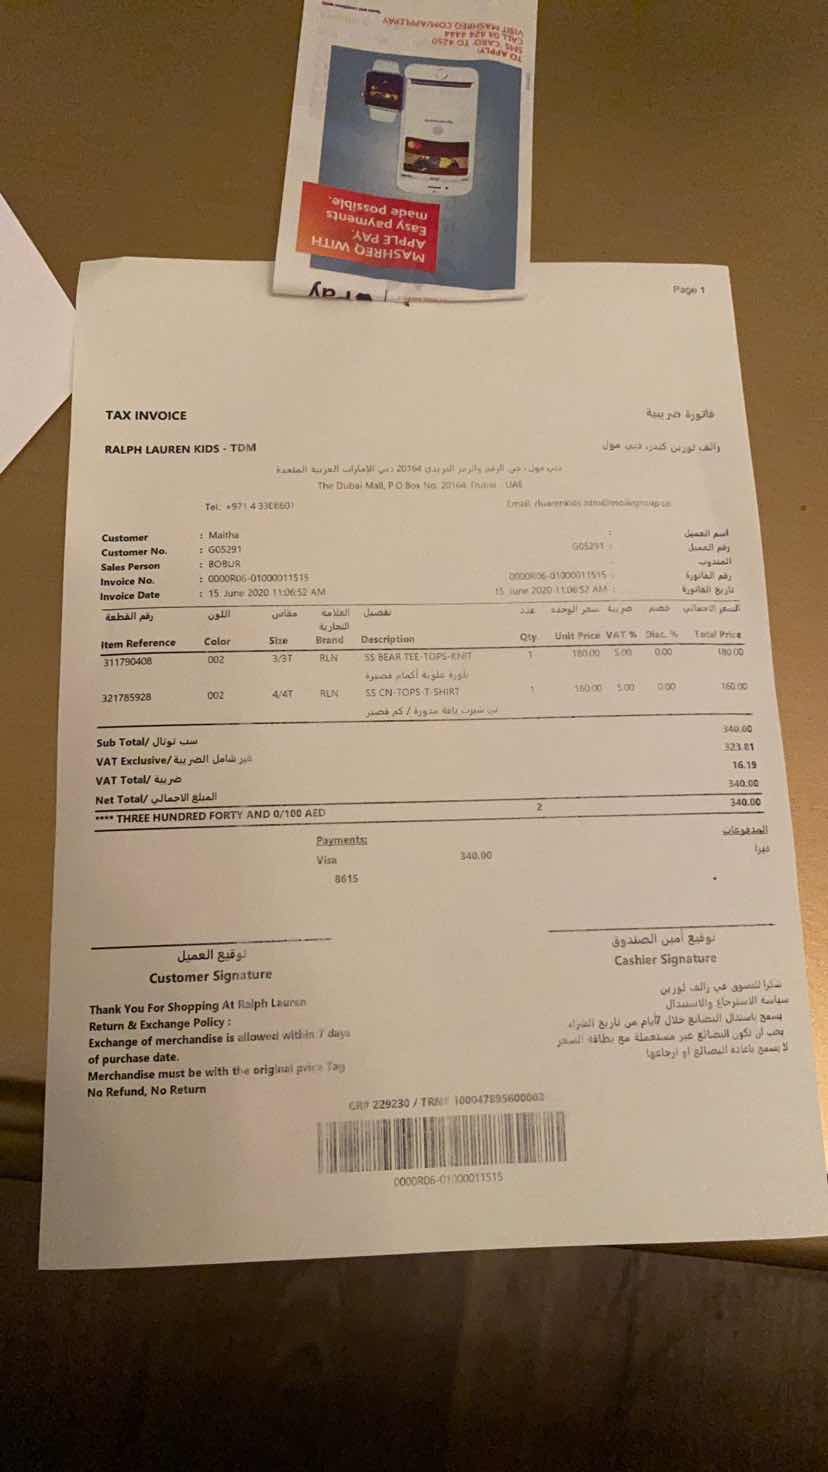 TO APPLY:
SMS 'CARD' TO 4250
CALL 04 424 4444
VISIT MASHREQ.COM/APPLEPAY
MASHREQ WITH
APPLE PAY.
Easy payments
made possible.
Page 1
TAX INVOICE فاتورة ضريبية
RALPH LAUREN KIDS - TDM رالف لورين كيدز، دبي مول
دبي مول، ص.ب الرقم والرمز البريدي 20164 دبي الإمارات العربية المتحدة
The Dubai Mall, P.O Box No. 20164, Dubai - UAE
Tel: +971 4 3308601 Email:
Customer : Maitha : اسم العميل
Customer No. : G05291 G05291 : رقم العميل
Sales Person : BOBUR : المندوب
Invoice No. : 0000R06-01000011515 0000R06-01000011515 : رقم الفاتورة
Invoice Date : 15 June 2020 11:06:52 AM 15 June 2020 11:06:52 AM : تاريخ الفاتورة
رقم القطعة اللون مقاس العلامة التجارية تفصيل عدد سعر الوحده ضريبة خصم السعر الاجمالي
Item Reference Color Size Brand Description Qty. Unit Price VAT % Disc. % Total Price
311790408 002 3/3T RLN SS BEAR TEE-TOPS-KNIT 1 180.00 5.00 0.00 180.00
بلوزة علوية أكمام قصيرة
321785928 002 4/4T RLN SS CN-TOPS-T-SHIRT 1 160.00 5.00 0.00 160.00
تي شيرت ياقة مدورة / كم قصير
Sub Total/ سب توتال 340.00
VAT Exclusive/ غير شامل الضريبة 323.81
VAT Total/ ضريبة 16.19
Net Total/ المبلغ الاجمالي 340.00
**** THREE HUNDRED FORTY AND 0/100 AED 2 340.00
Payments: المدفوعات
Visa 340.00 فيزا
8615
توقيع العميل توقيع أمين الصندوق
Customer Signature Cashier Signature
Thank You For Shopping At Ralph Lauren شكرا للتسوق في رالف لورين
Return & Exchange Policy : سياسة الاسترجاع والاستبدال
Exchange of merchandise is allowed within 7 days يسمح باستبدال البضائع خلال 7أيام من تاريخ الشراء
of purchase date. يجب ان تكون البضائع غير مستعملة مع بطاقة السعر
Merchandise must be with the original price Tag لا يسمح باعادة البضائع او ارجاعها
No Refund, No Return
CR# 229230 / TRN# 100047895600003
0000R06-01000011515